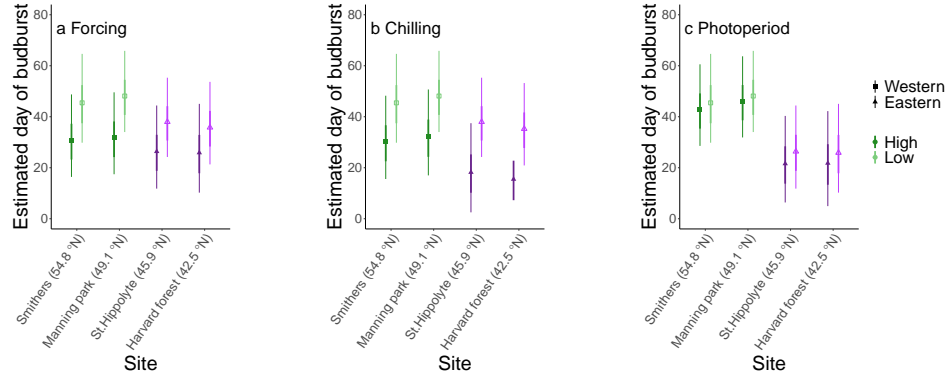 a Forcing
Estimated day of budburst
80
60
40
20
0
Smithers (54.8 °N)
Manning park (49.1 °N)
St.Hippolyte (45.9 °N)
Harvard forest (42.5 °N)
Site
b Chilling
Estimated day of budburst
80
60
40
20
0
Smithers (54.8 °N)
Manning park (49.1 °N)
St.Hippolyte (45.9 °N)
Harvard forest (42.5 °N)
Site
c Photoperiod
Estimated day of budburst
80
60
40
20
0
Smithers (54.8 °N)
Manning park (49.1 °N)
St.Hippolyte (45.9 °N)
Harvard forest (42.5 °N)
Site
Western
Eastern
High
Low